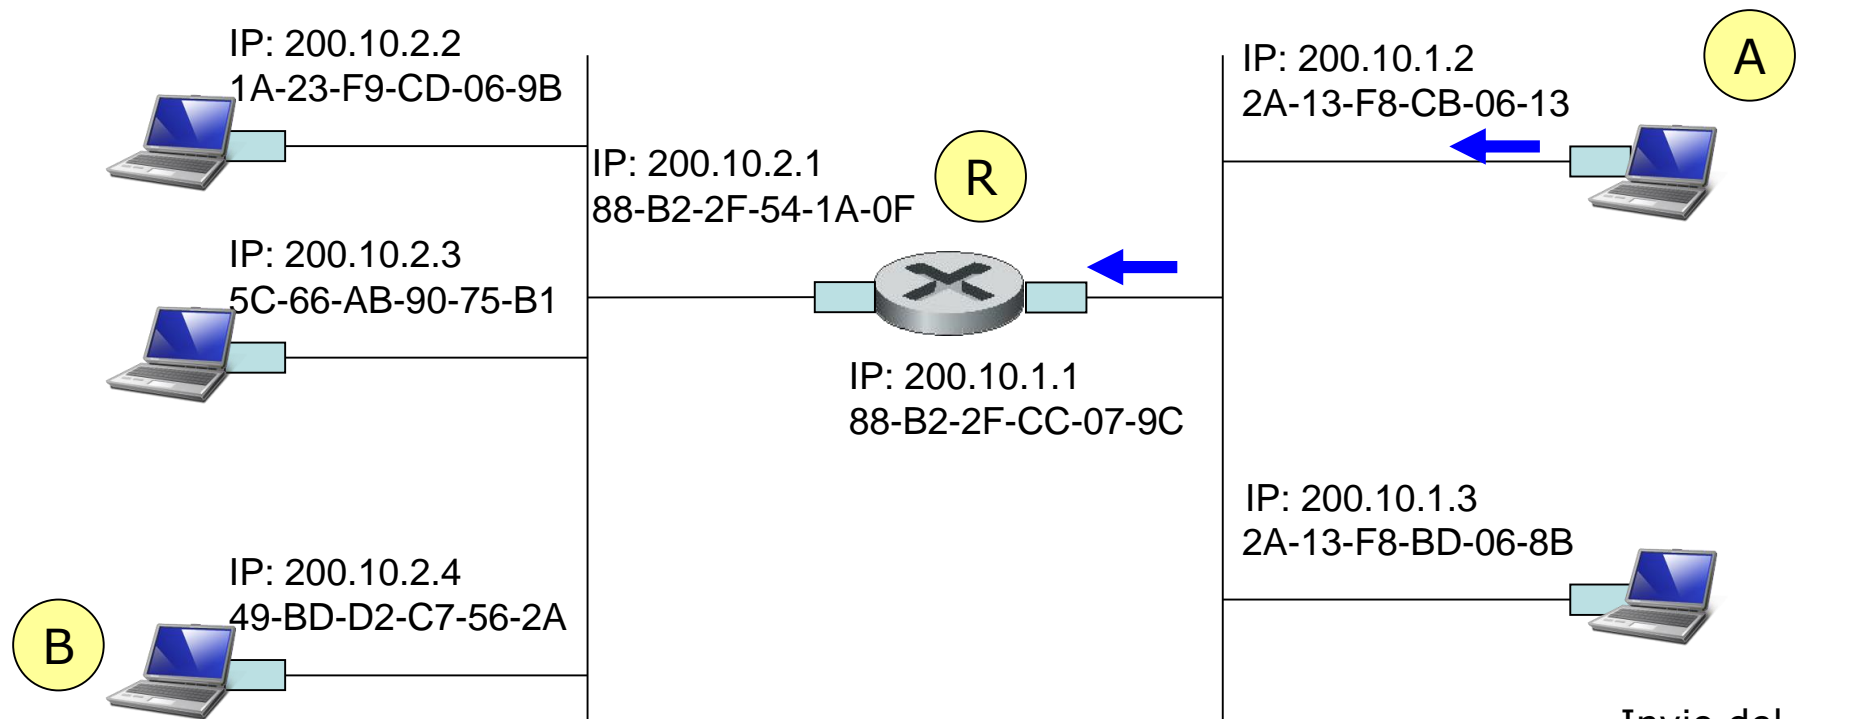 IP: 200.10.2.2
1A-23-F9-CD-06-9B
IP: 200.10.1.2
2A-13-F8-CB-06-13
A
IP: 200.10.2.1
88-B2-2F-54-1A-0F
R
IP: 200.10.2.3
5C-66-AB-90-75-B1
IP: 200.10.1.1
88-B2-2F-CC-07-9C
IP: 200.10.1.3
2A-13-F8-BD-06-8B
IP: 200.10.2.4
49-BD-D2-C7-56-2A
B
Invio del